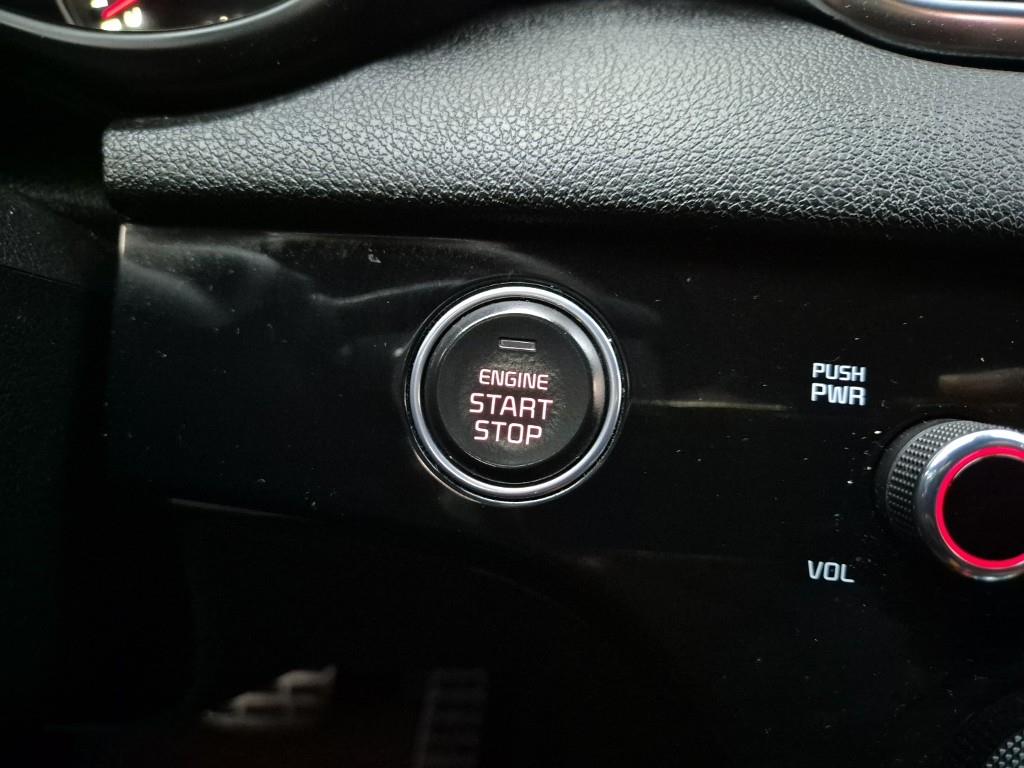 ENGINE
START
STOP
PUSH
PWR
VOL